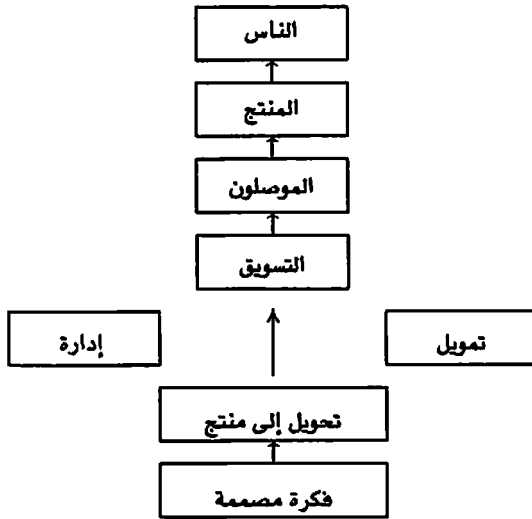 الناس
المنتج
الموصلون
التسويق
إدارة
تمويل
تحويل إلى منتج
فكرة مصممة